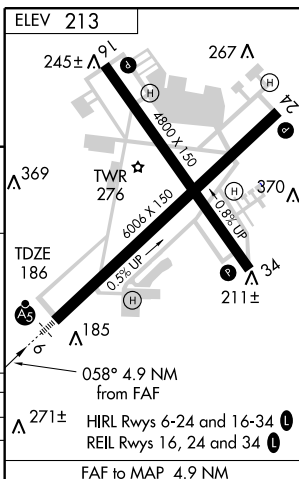 ELEV 213
16
245±
P
H
267
H
24
P
4800 X 150
TWR
276
369
6006 X 150
H
370
0.8% UP
TDZE
186
0.5% UP
P
34
211±
A5
H
6
185
058° 4.9 NM
from FAF
271±
HIRL Rwys 6-24 and 16-34 L
REIL Rwys 16, 24 and 34 L
FAF to MAP 4.9 NM